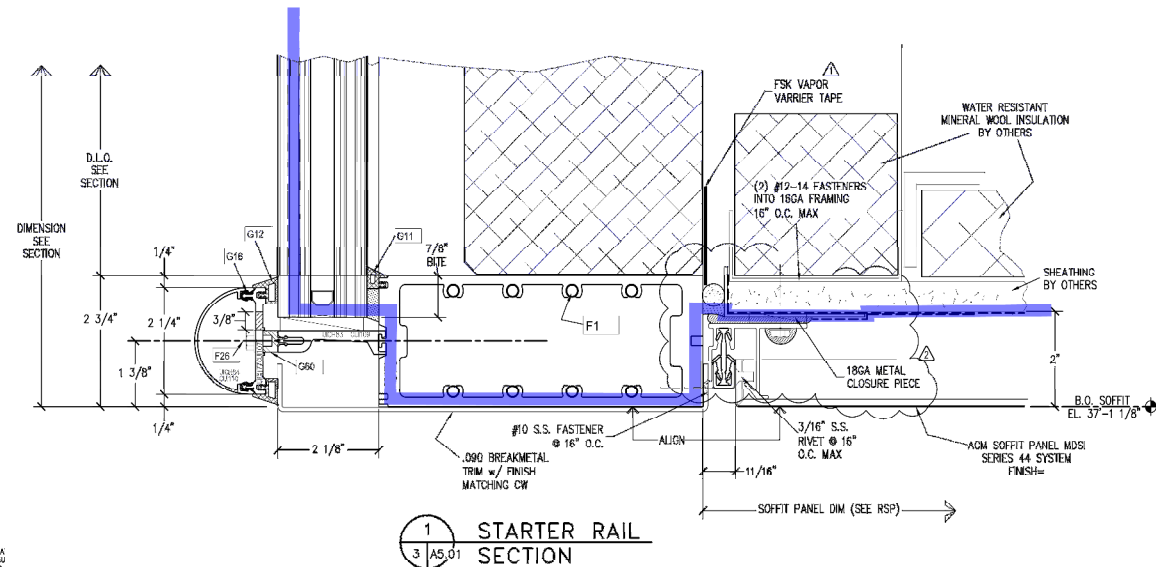 FSK VAPOR
VARRIER TAPE
1
WATER RESISTANT
MINERAL WOOL INSULATION
BY OTHERS
D.L.O.
SEE
SECTION
DIMENSION
SEE
SECTION
(2) #12-14 FASTENERS
INTO 16GA FRAMING
16" O.C. MAX
G12
G16
G11
1/4"
7/8"
BITE
SHEATHING
BY OTHERS
2 3/4"
2 1/4"
3/8"
F1
F26
G60
1 3/8"
18GA METAL
CLOSURE PIECE
2
2"
1/4"
B.O. SOFFIT
EL. 37'-1 1/8"
#10 S.S. FASTENER
@ 16" O.C.
ALIGN
3/16" S.S.
RIVET @ 16"
O.C. MAX
2 1/8"
.090 BREAKMETAL
TRIM w/ FINISH
MATCHING CW
11/16"
ACM SOFFIT PANEL MDSI
SERIES 44 SYSTEM
FINISH=
SOFFIT PANEL DIM (SEE RSP)
1
3 A5.01
STARTER RAIL
SECTION